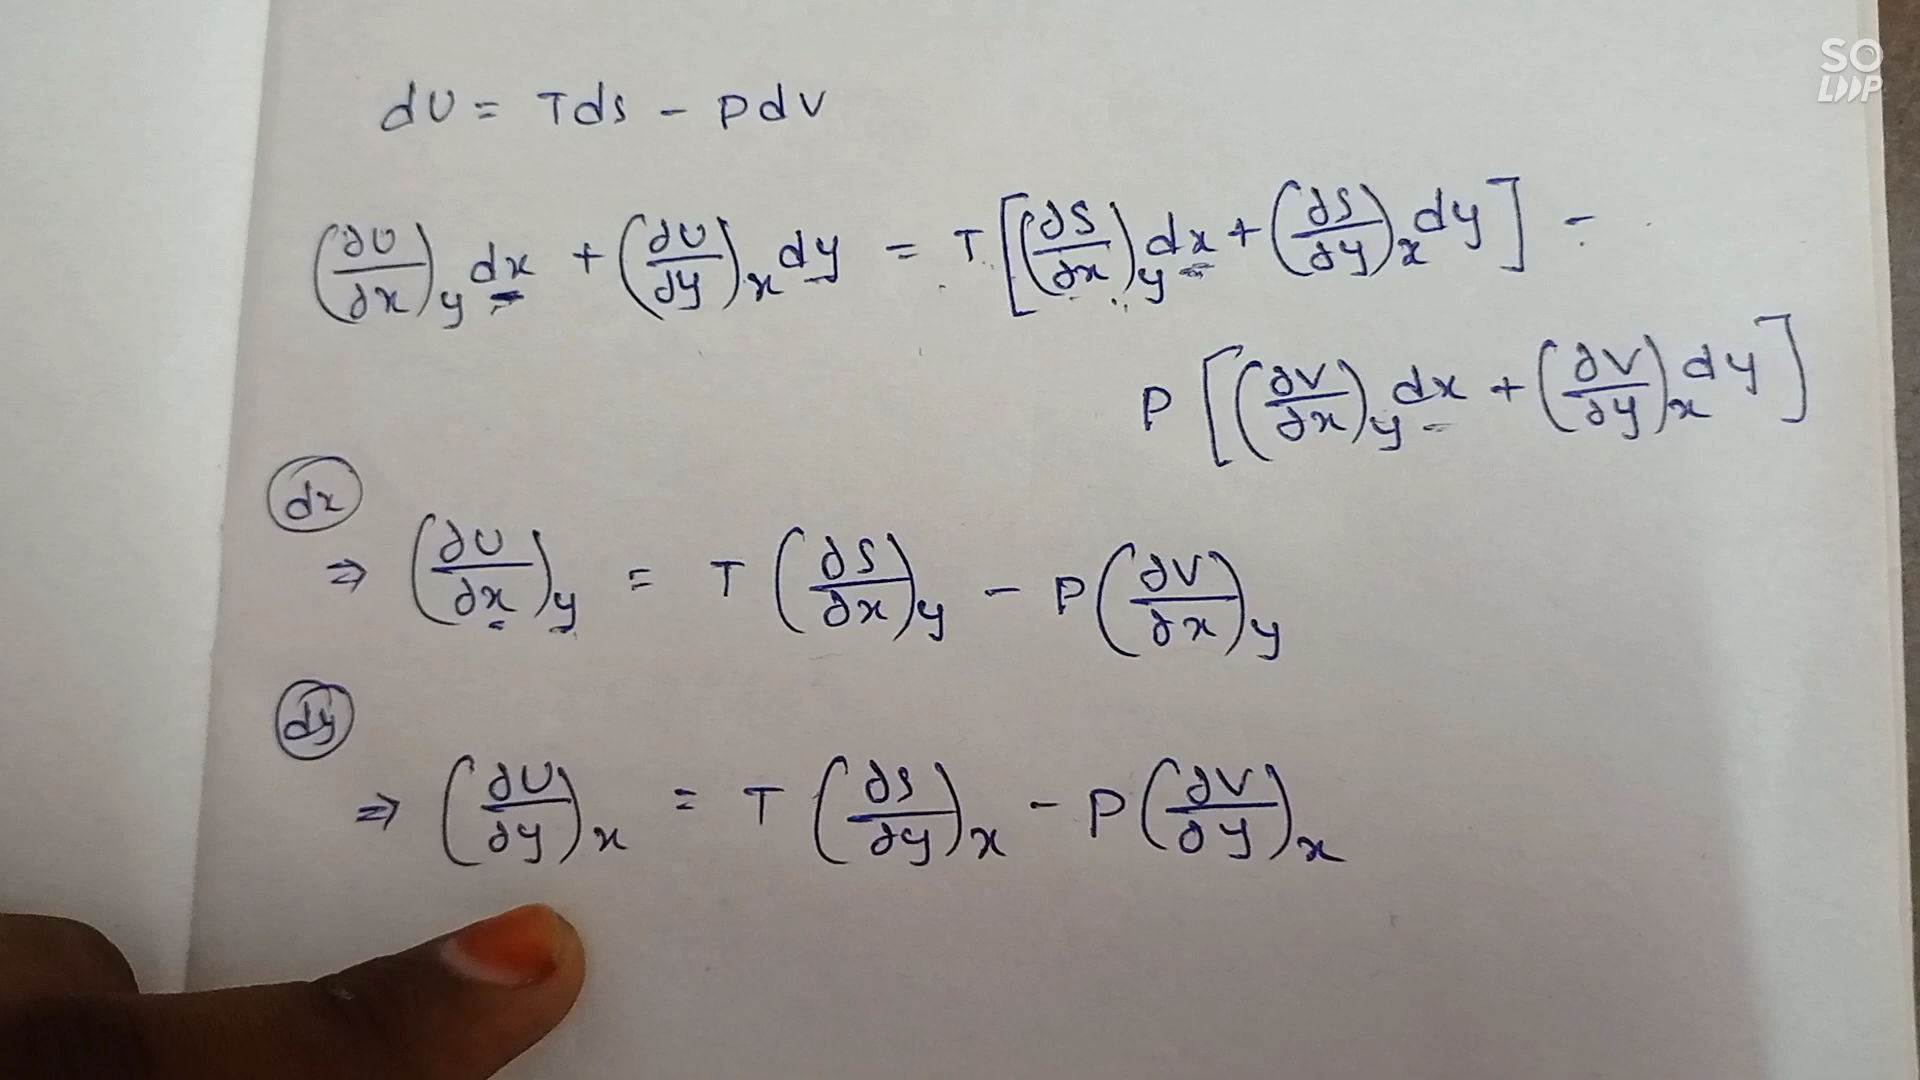 SO
LOOP
dU = Tds - PdV
(∂U/∂x)_y dx + (∂U/∂y)_x dy = T[(∂S/∂x)_y dx + (∂S/∂y)_x dy] -
P[(∂V/∂x)_y dx + (∂V/∂y)_x dy]
dx
⇒ (∂U/∂x)_y = T(∂S/∂x)_y - P(∂V/∂x)_y
dy
⇒ (∂U/∂y)_x = T(∂S/∂y)_x - P(∂V/∂y)_x